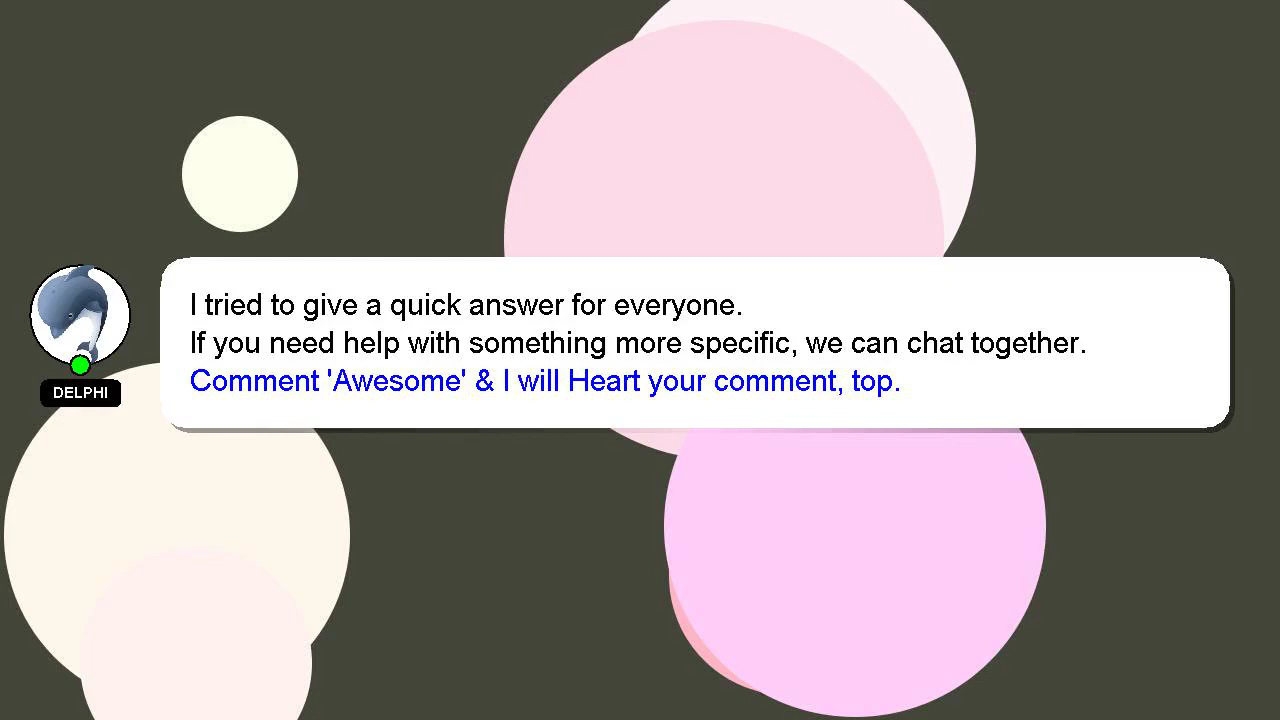 I tried to give a quick answer for everyone.
If you need help with something more specific, we can chat together.
Comment 'Awesome' & I will Heart your comment, top.
DELPHI